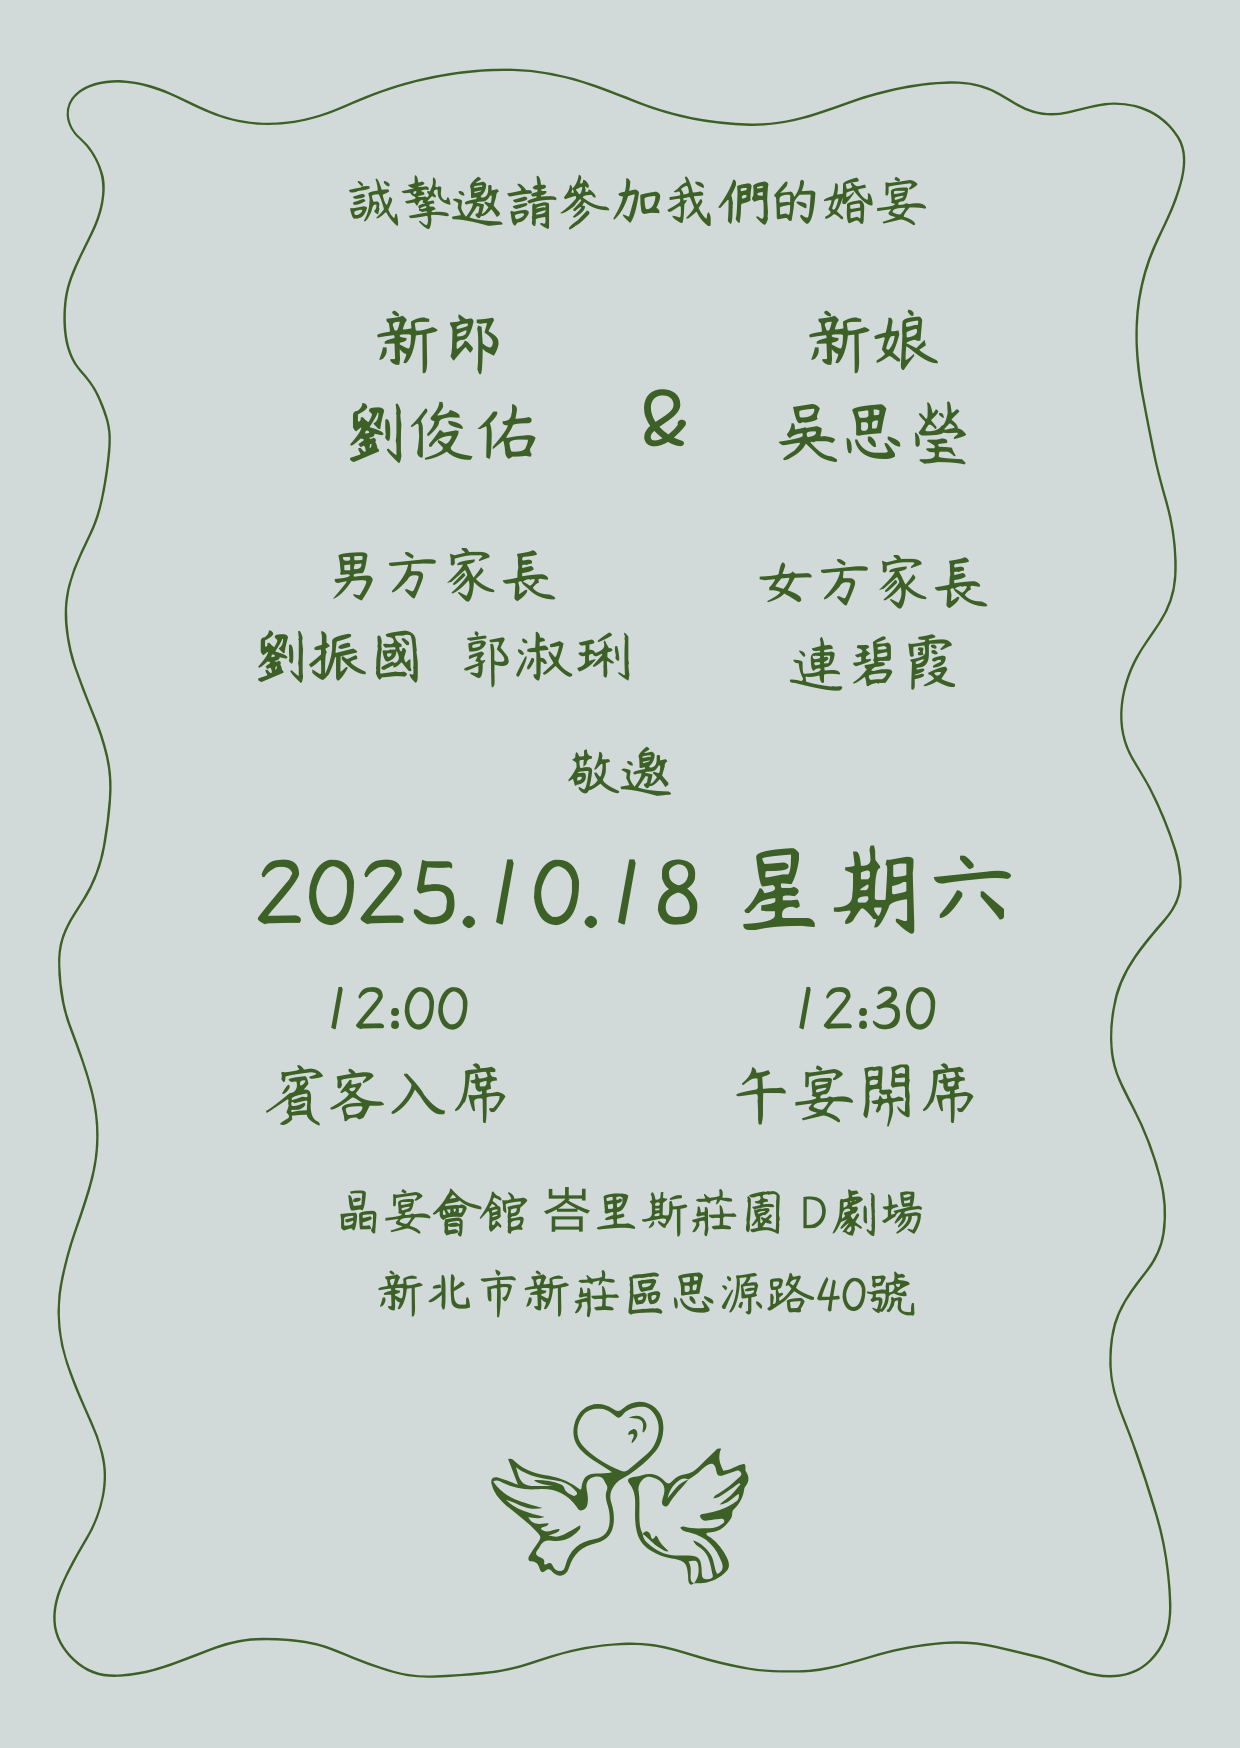 誠摯邀請參加我們的婚宴
新郎
劉俊佑
&
新娘
吳思瑩
男方家長
劉振國 郭淑琍
女方家長
連碧霞
敬邀
2025.10.18 星期六
12:00
賓客入席
12:30
午宴開席
晶宴會館 峇里斯莊園 D劇場
新北市新莊區思源路40號